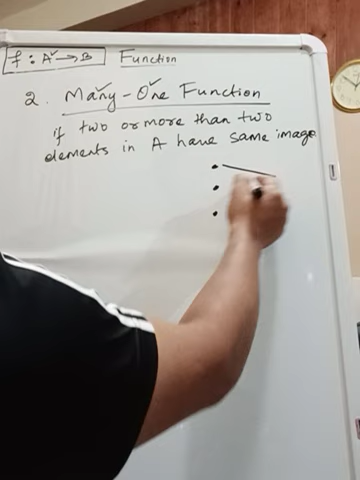 f : A → B Function
2. Many-One Function
if two or more than two
elements in A have same image